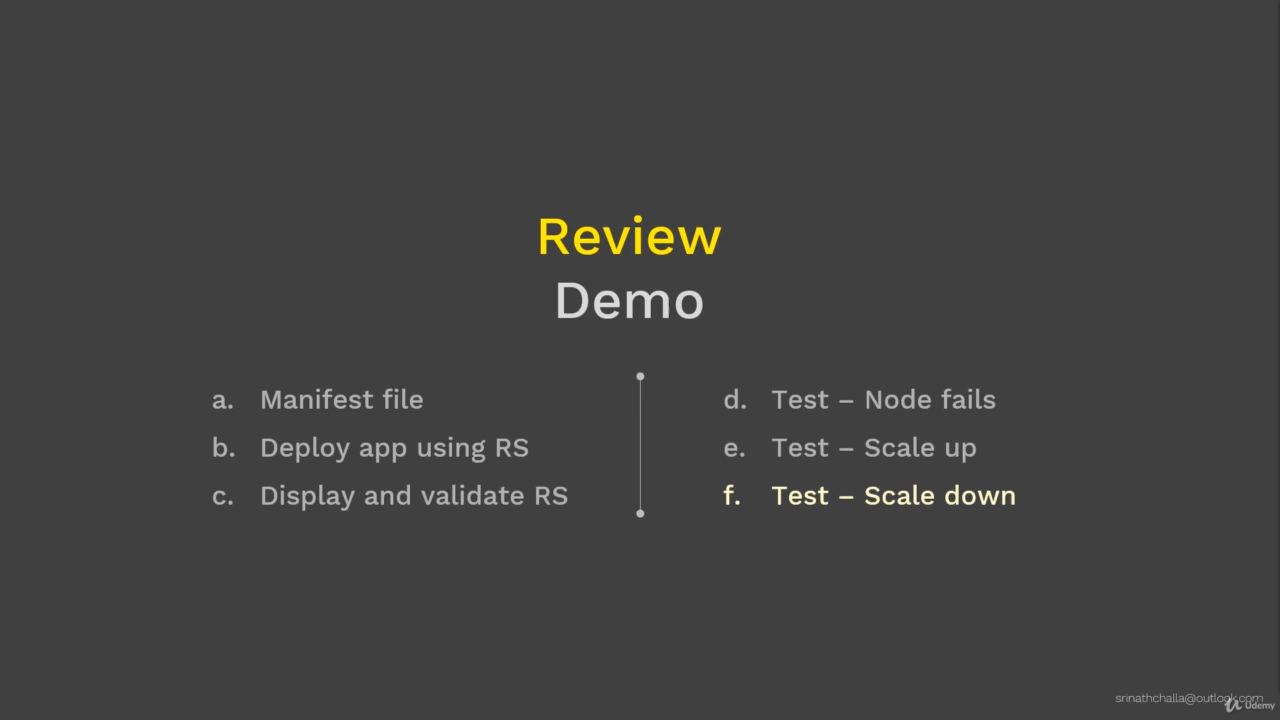 Review
Demo
a. Manifest file
b. Deploy app using RS
c. Display and validate RS
d. Test – Node fails
e. Test – Scale up
f. Test – Scale down
srinathchalla@outlook.com
Udemy